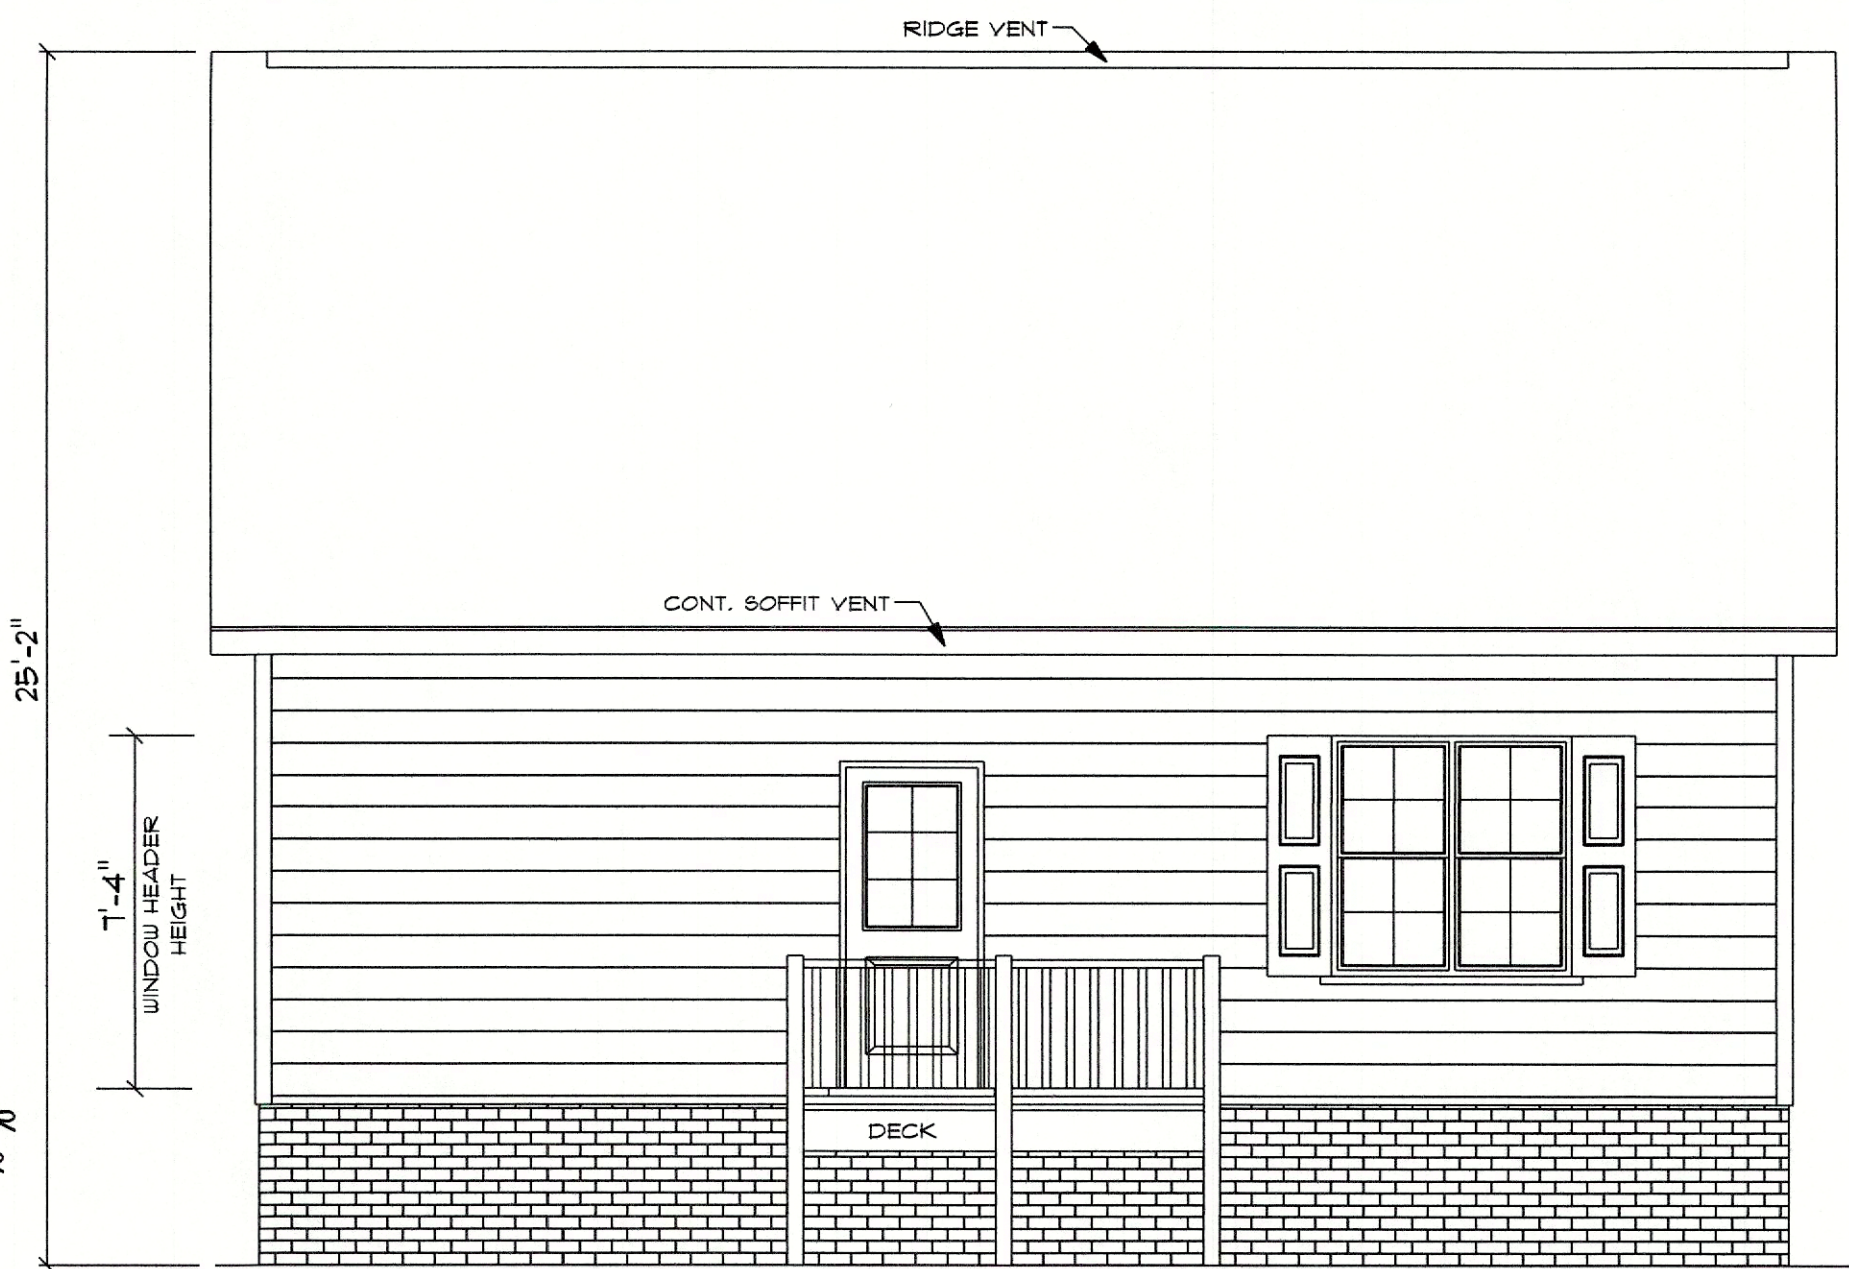 RIDGE VENT
CONT. SOFFIT VENT
25'-2"
7'-4"
WINDOW HEADER
HEIGHT
DECK